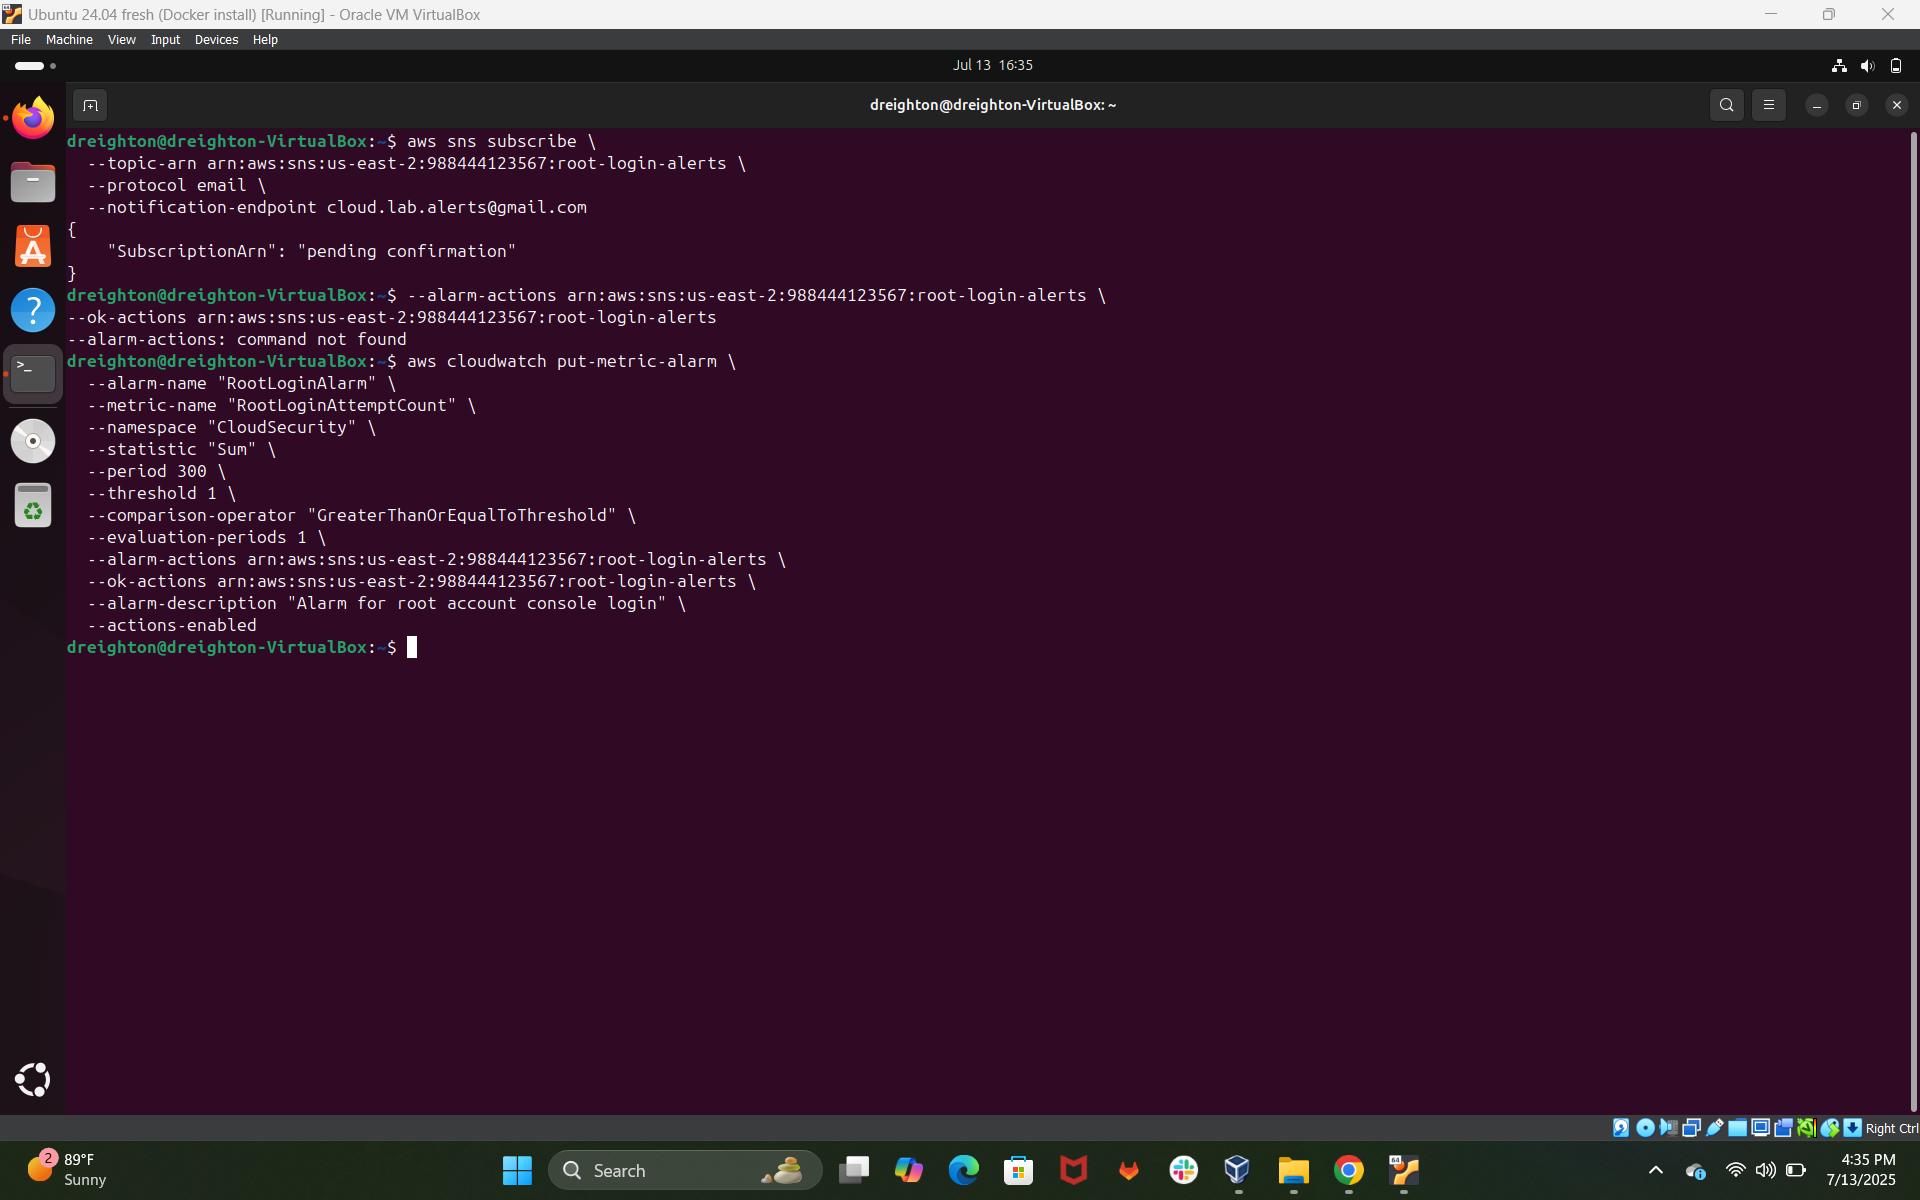 Ubuntu 24.04 fresh (Docker install) [Running] - Oracle VM VirtualBox
File Machine View Input Devices Help
Jul 13 16:35
dreighton@dreighton-VirtualBox: ~
dreighton@dreighton-VirtualBox:~$ aws sns subscribe \
  --topic-arn arn:aws:sns:us-east-2:988444123567:root-login-alerts \
  --protocol email \
  --notification-endpoint cloud.lab.alerts@gmail.com
{
    "SubscriptionArn": "pending confirmation"
}
dreighton@dreighton-VirtualBox:~$ --alarm-actions arn:aws:sns:us-east-2:988444123567:root-login-alerts \
--ok-actions arn:aws:sns:us-east-2:988444123567:root-login-alerts
--alarm-actions: command not found
dreighton@dreighton-VirtualBox:~$ aws cloudwatch put-metric-alarm \
  --alarm-name "RootLoginAlarm" \
  --metric-name "RootLoginAttemptCount" \
  --namespace "CloudSecurity" \
  --statistic "Sum" \
  --period 300 \
  --threshold 1 \
  --comparison-operator "GreaterThanOrEqualToThreshold" \
  --evaluation-periods 1 \
  --alarm-actions arn:aws:sns:us-east-2:988444123567:root-login-alerts \
  --ok-actions arn:aws:sns:us-east-2:988444123567:root-login-alerts \
  --alarm-description "Alarm for root account console login" \
  --actions-enabled
dreighton@dreighton-VirtualBox:~$
Right Ctrl
2
89°F
Sunny
Search
64
4:35 PM
7/13/2025